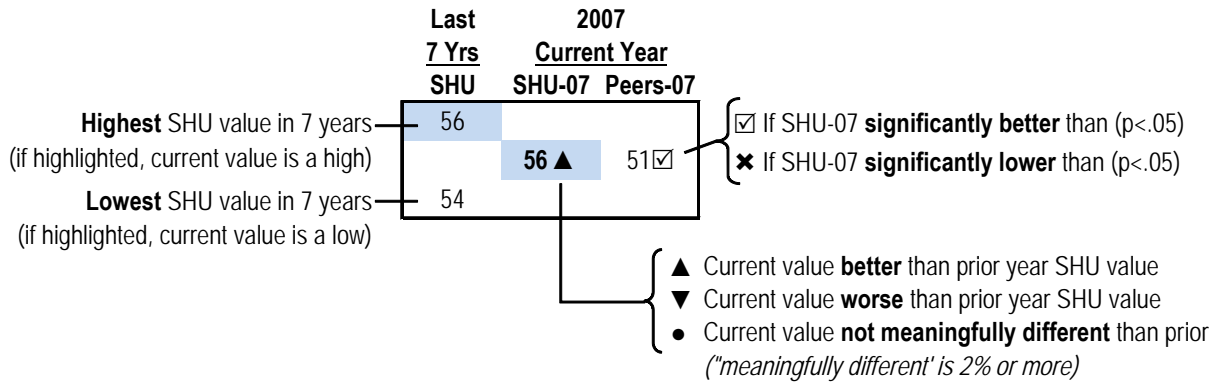 Last 2007
7 Yrs Current Year
SHU SHU-07 Peers-07
Highest SHU value in 7 years 56
(if highlighted, current value is a high)
56 ▲ 51☑
Lowest SHU value in 7 years 54
(if highlighted, current value is a low)
☑ If SHU-07 significantly better than (p<.05)
✖ If SHU-07 significantly lower than (p<.05)
▲ Current value better than prior year SHU value
▼ Current value worse than prior year SHU value
● Current value not meaningfully different than prior
("meaningfully different' is 2% or more)